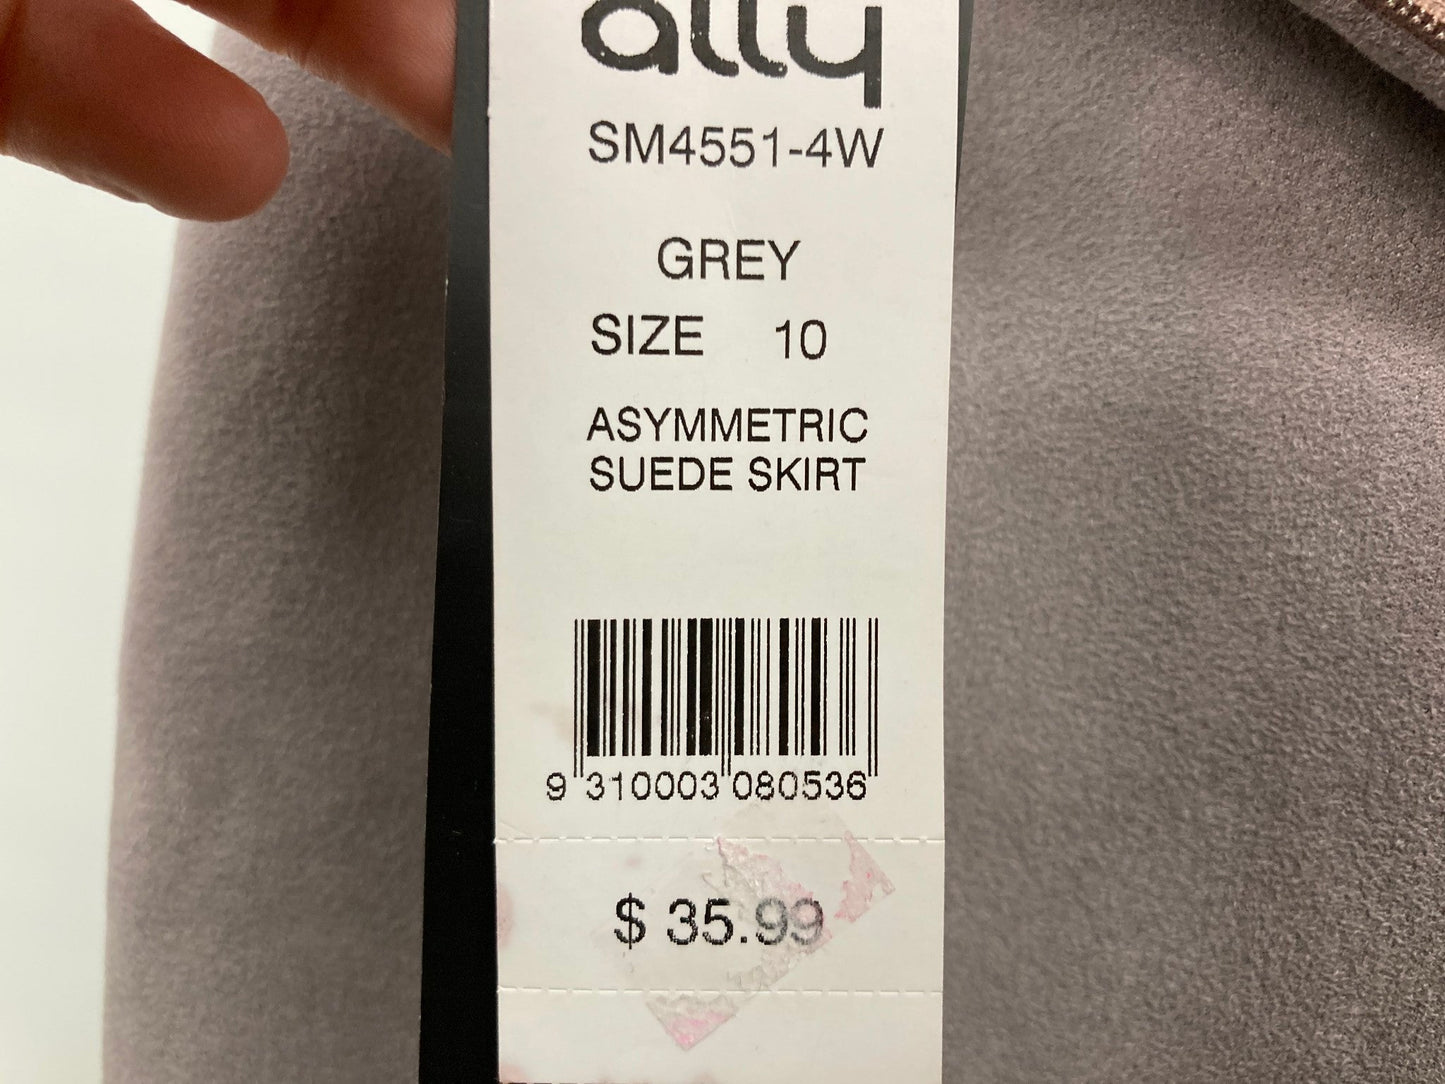 ally
SM4551-4W
GREY
SIZE 10
ASYMMETRIC
SUEDE SKIRT
9 310003 080536
$ 35.99